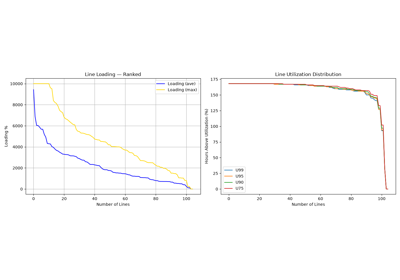 Line Loading — Ranked
Loading (ave)
Loading (max)
10000
8000
6000
4000
2000
0
Loading %
0
20
40
60
80
100
Number of Lines
Line Utilization Distribution
175
150
125
100
75
50
25
0
Hours Above Utilization (%)
U99
U95
U90
U75
0
20
40
60
80
100
Number of Lines